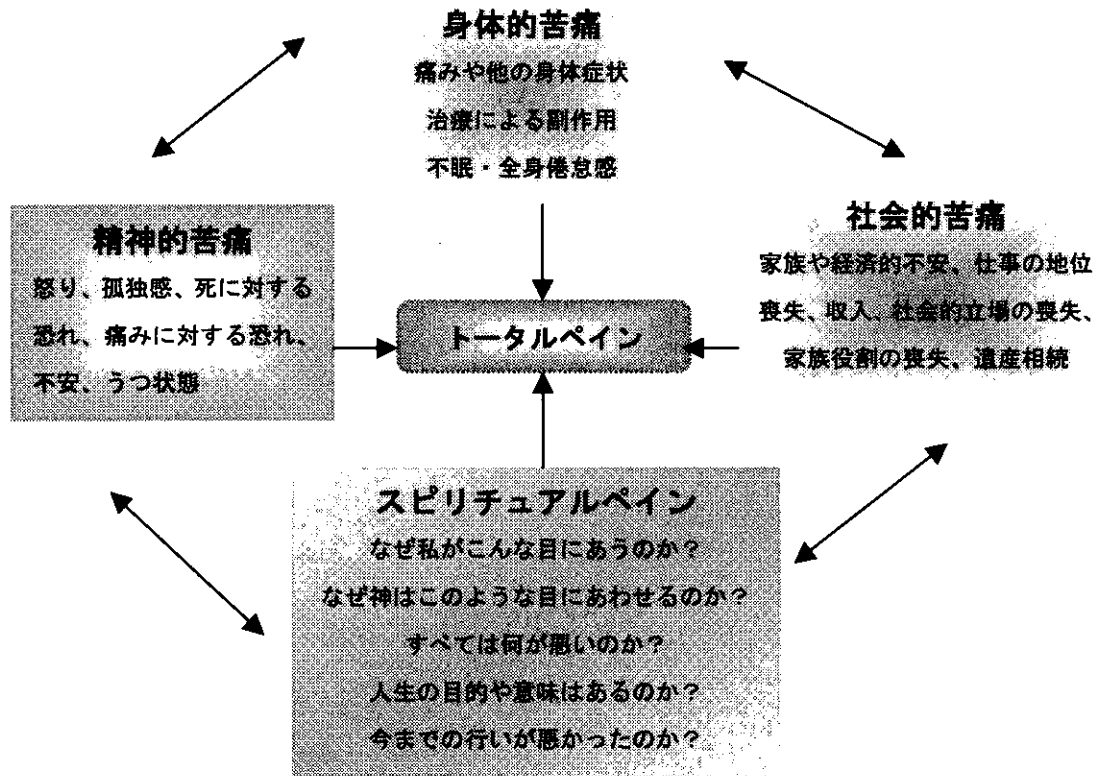 身体的苦痛
痛みや他の身体症状
治療による副作用
不眠・全身倦怠感
精神的苦痛
怒り、孤独感、死に対する
恐れ、痛みに対する恐れ、
不安、うつ状態
社会的苦痛
家族や経済的不安、仕事の地位
喪失、収入、社会的立場の喪失、
家族役割の喪失、遺産相続
トータルペイン
スピリチュアルペイン
なぜ私がこんな目にあうのか？
なぜ神はこのような目にあわせるのか？
すべては何が悪いのか？
人生の目的や意味はあるのか？
今までの行いが悪かったのか？